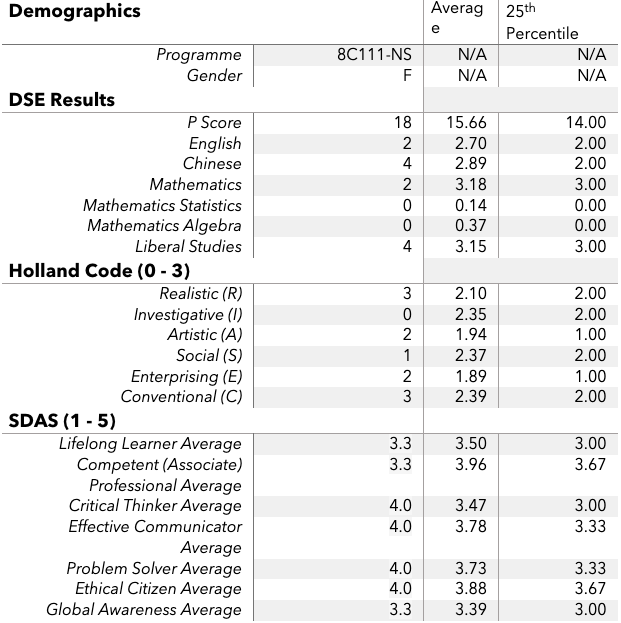 Demographics Averag 25th
e Percentile
Programme 8C111-NS N/A N/A
Gender F N/A N/A
DSE Results
P Score 18 15.66 14.00
English 2 2.70 2.00
Chinese 4 2.89 2.00
Mathematics 2 3.18 3.00
Mathematics Statistics 0 0.14 0.00
Mathematics Algebra 0 0.37 0.00
Liberal Studies 4 3.15 3.00
Holland Code (0 - 3)
Realistic (R) 3 2.10 2.00
Investigative (I) 0 2.35 2.00
Artistic (A) 2 1.94 1.00
Social (S) 1 2.37 2.00
Enterprising (E) 2 1.89 1.00
Conventional (C) 3 2.39 2.00
SDAS (1 - 5)
Lifelong Learner Average 3.3 3.50 3.00
Competent (Associate) 3.3 3.96 3.67
Professional Average
Critical Thinker Average 4.0 3.47 3.00
Effective Communicator 4.0 3.78 3.33
Average
Problem Solver Average 4.0 3.73 3.33
Ethical Citizen Average 4.0 3.88 3.67
Global Awareness Average 3.3 3.39 3.00